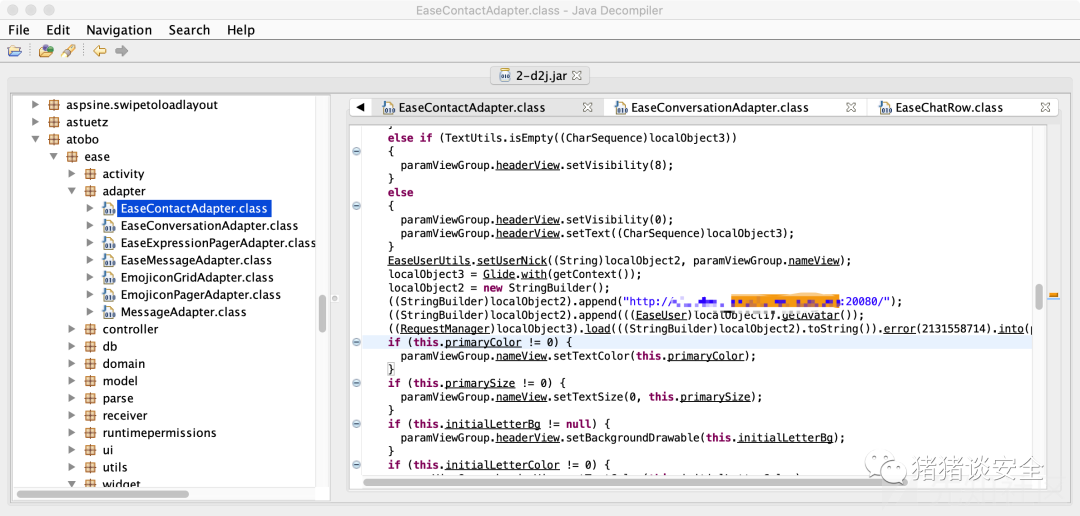 EaseContactAdapter.class - Java Decompiler
File Edit Navigation Search Help
2-d2j.jar
aspsine.swipetoloadlayout
astuetz
atobo
ease
activity
adapter
EaseContactAdapter.class
EaseConversationAdapter.class
EaseExpressionPagerAdapter.class
EaseMessageAdapter.class
EmojiconGridAdapter.class
EmojiconPagerAdapter.class
MessageAdapter.class
controller
db
domain
model
parse
receiver
runtimepermissions
ui
utils
widget
EaseContactAdapter.class EaseConversationAdapter.class EaseChatRow.class
}
else if (TextUtils.isEmpty((CharSequence)localObject3))
{
paramViewGroup.headerView.setVisibility(8);
}
else
{
paramViewGroup.headerView.setVisibility(0);
paramViewGroup.headerView.setText((CharSequence)localObject3);
}
EaseUserUtils.setUserNick((String)localObject2, paramViewGroup.nameView);
localObject3 = Glide.with(getContext());
localObject2 = new StringBuilder();
((StringBuilder)localObject2).append("http:/ :20080/");
((StringBuilder)localObject2).append(((EaseUser)localObject1).getAvatar());
((RequestManager)localObject3).load(((StringBuilder)localObject2).toString()).error(2131558714).into(
if (this.primaryColor != 0) {
paramViewGroup.nameView.setTextColor(this.primaryColor);
}
if (this.primarySize != 0) {
paramViewGroup.nameView.setTextSize(0, this.primarySize);
}
if (this.initialLetterBg != null) {
paramViewGroup.headerView.setBackgroundDrawable(this.initialLetterBg);
}
if (this.initialLetterColor != 0) {
猪猪谈安全